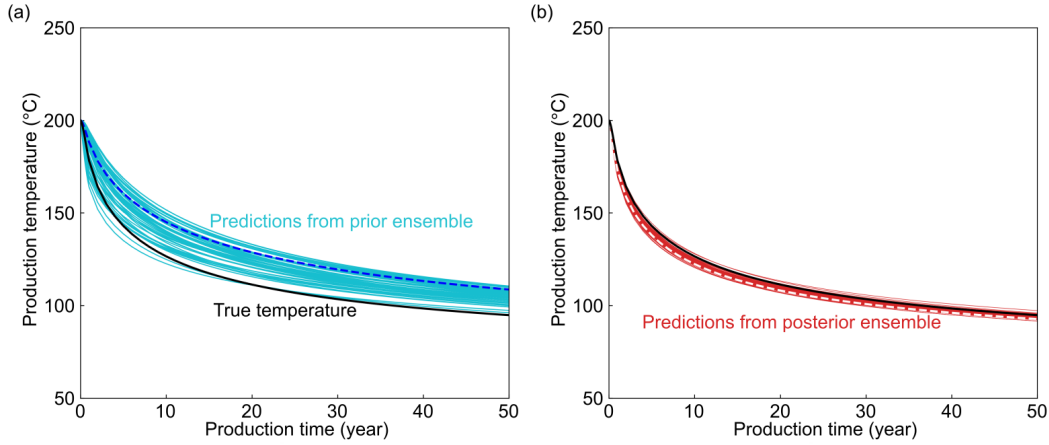 (a)
250
200
150
100
50
Production temperature (°C)
Predictions from prior ensemble
True temperature
0 10 20 30 40 50
Production time (year)
(b)
250
200
150
100
50
Production temperature (°C)
Predictions from posterior ensemble
0 10 20 30 40 50
Production time (year)